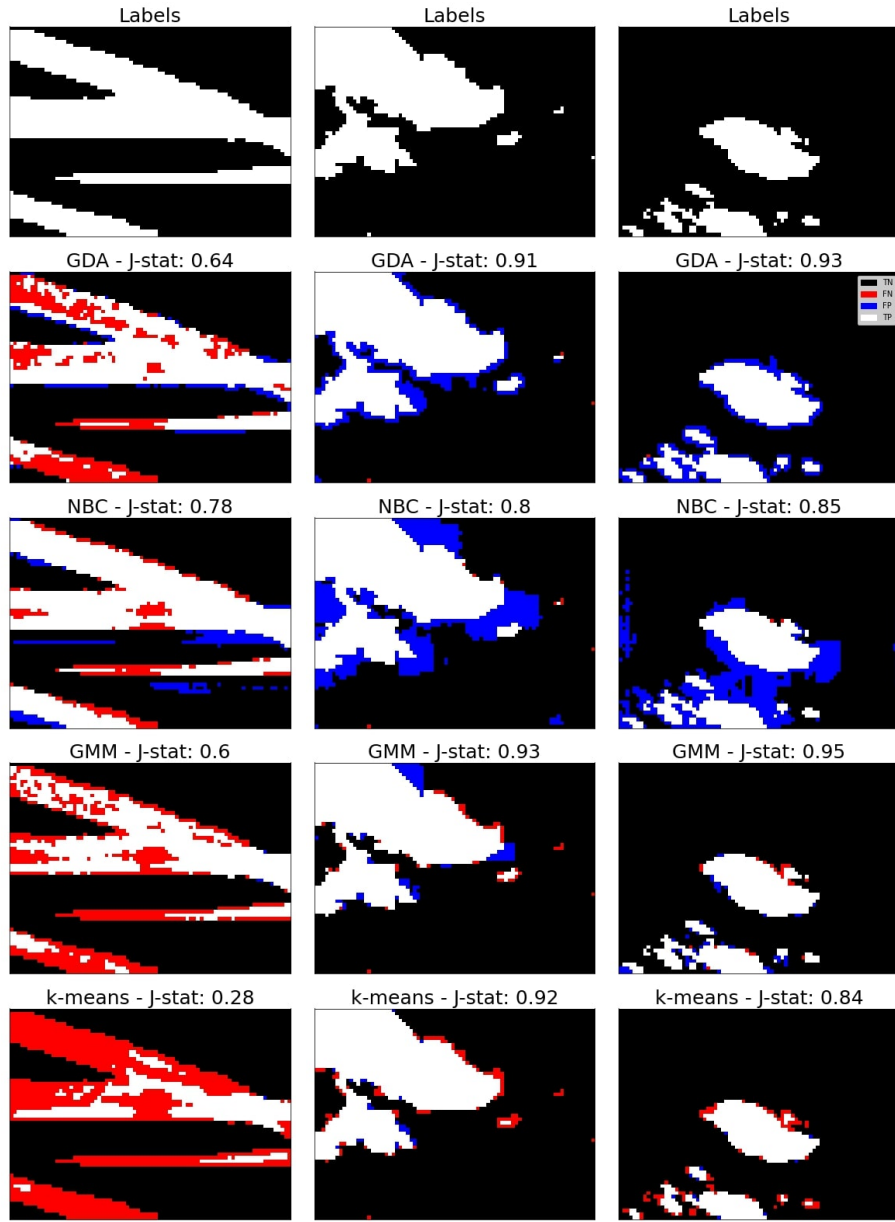 Labels
Labels
Labels
GDA - J-stat: 0.64
GDA - J-stat: 0.91
GDA - J-stat: 0.93
TN
FN
FP
TP
NBC - J-stat: 0.78
NBC - J-stat: 0.8
NBC - J-stat: 0.85
GMM - J-stat: 0.6
GMM - J-stat: 0.93
GMM - J-stat: 0.95
k-means - J-stat: 0.28
k-means - J-stat: 0.92
k-means - J-stat: 0.84